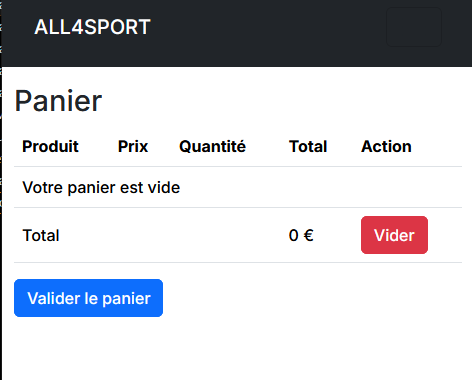 ALL4SPORT
Panier
Produit Prix Quantité Total Action
Votre panier est vide
Total 0 € Vider
Valider le panier